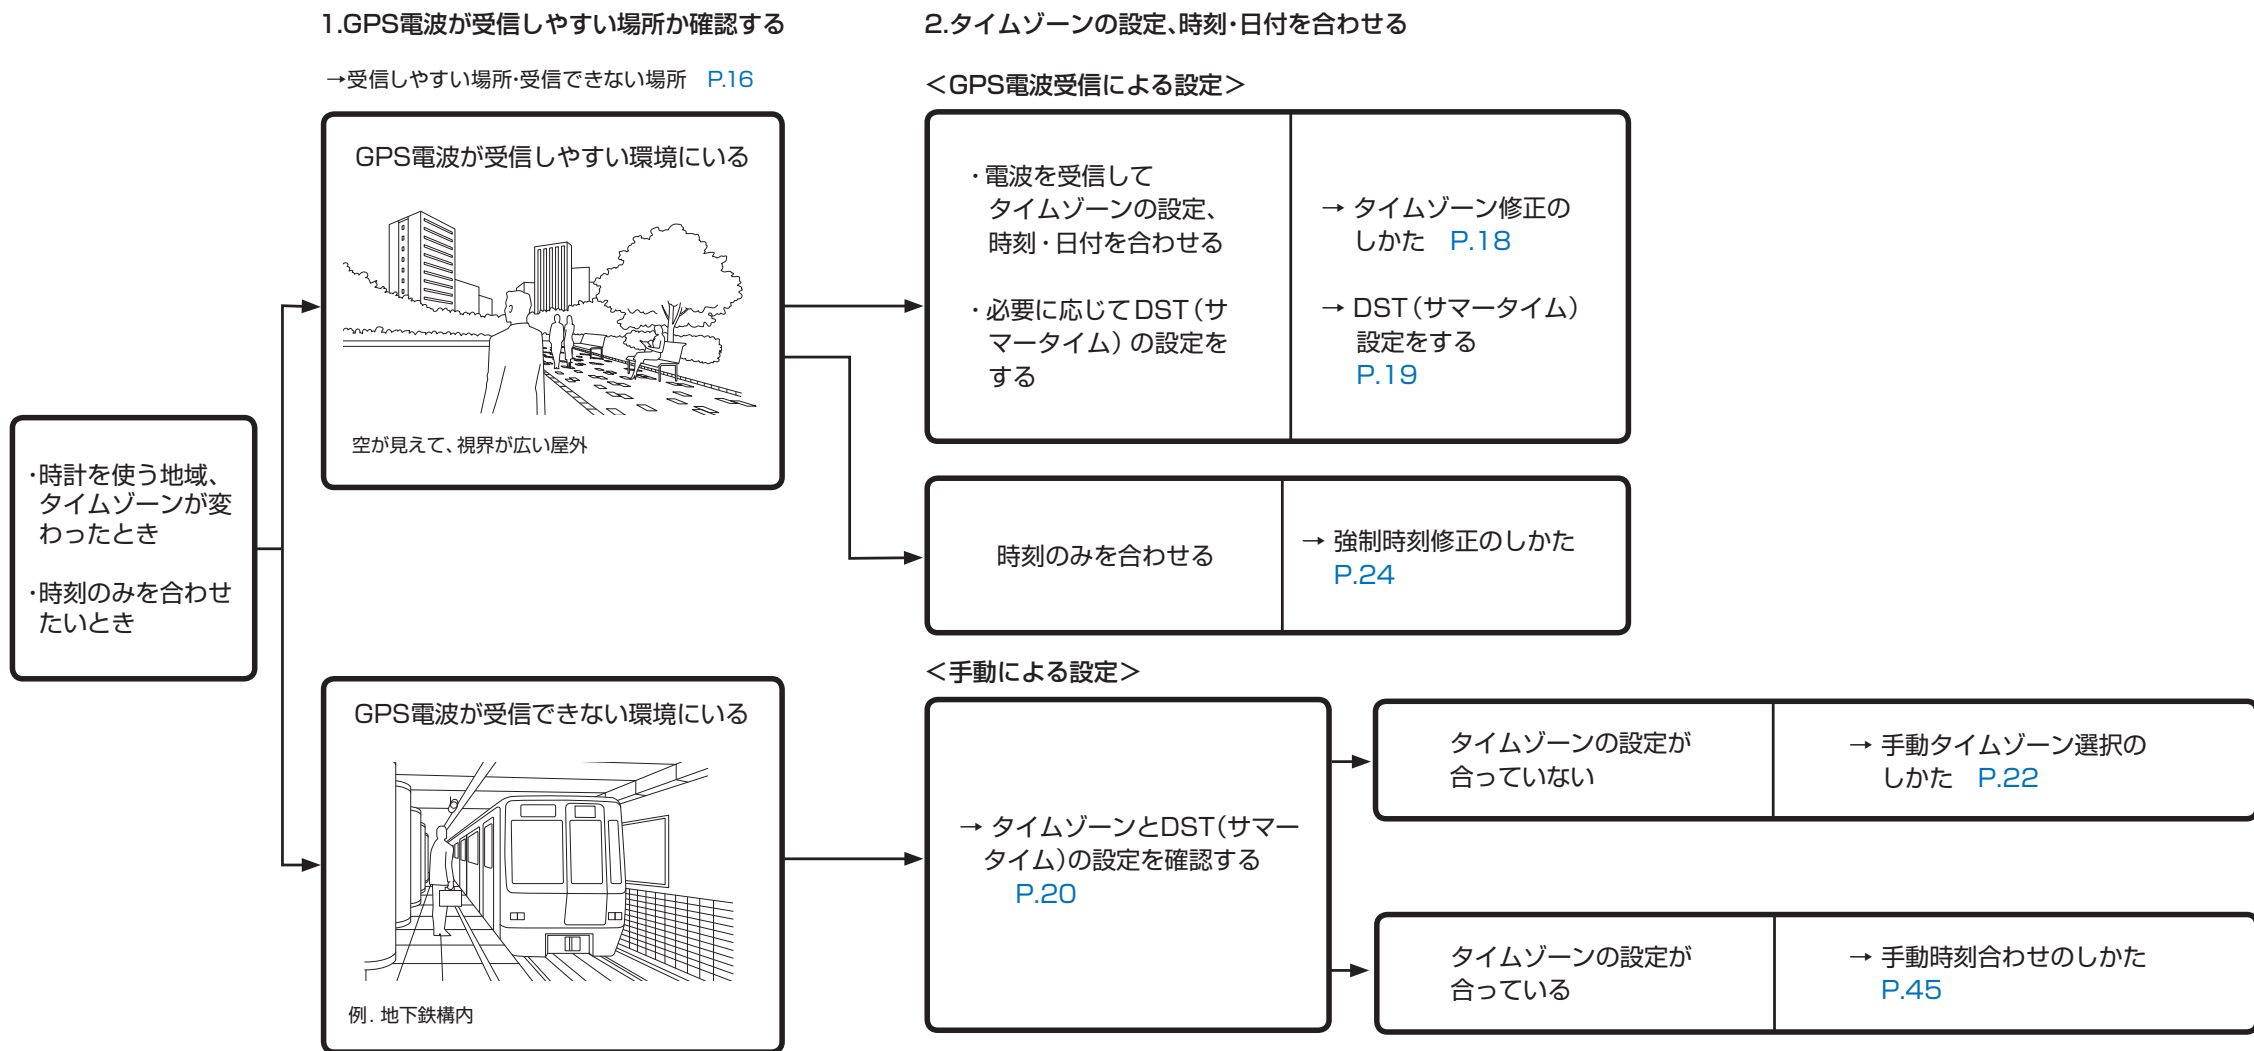 1.GPS電波が受信しやすい場所か確認する
→受信しやすい場所・受信できない場所 P.16
2.タイムゾーンの設定、時刻・日付を合わせる
＜GPS電波受信による設定＞
・時計を使う地域、
タイムゾーンが変
わったとき
・時刻のみを合わせ
たいとき
GPS電波が受信しやすい環境にいる
空が見えて、視界が広い屋外
・電波を受信して
タイムゾーンの設定、
時刻・日付を合わせる
・必要に応じてDST（サ
マータイム）の設定を
する
→ タイムゾーン修正の
しかた P.18
→ DST（サマータイム）
設定をする
P.19
時刻のみを合わせる
→ 強制時刻修正のしかた
P.24
GPS電波が受信できない環境にいる
例. 地下鉄構内
＜手動による設定＞
→ タイムゾーンとDST（サマー
タイム）の設定を確認する
P.20
タイムゾーンの設定が
合っていない
→ 手動タイムゾーン選択の
しかた P.22
タイムゾーンの設定が
合っている
→ 手動時刻合わせのしかた
P.45